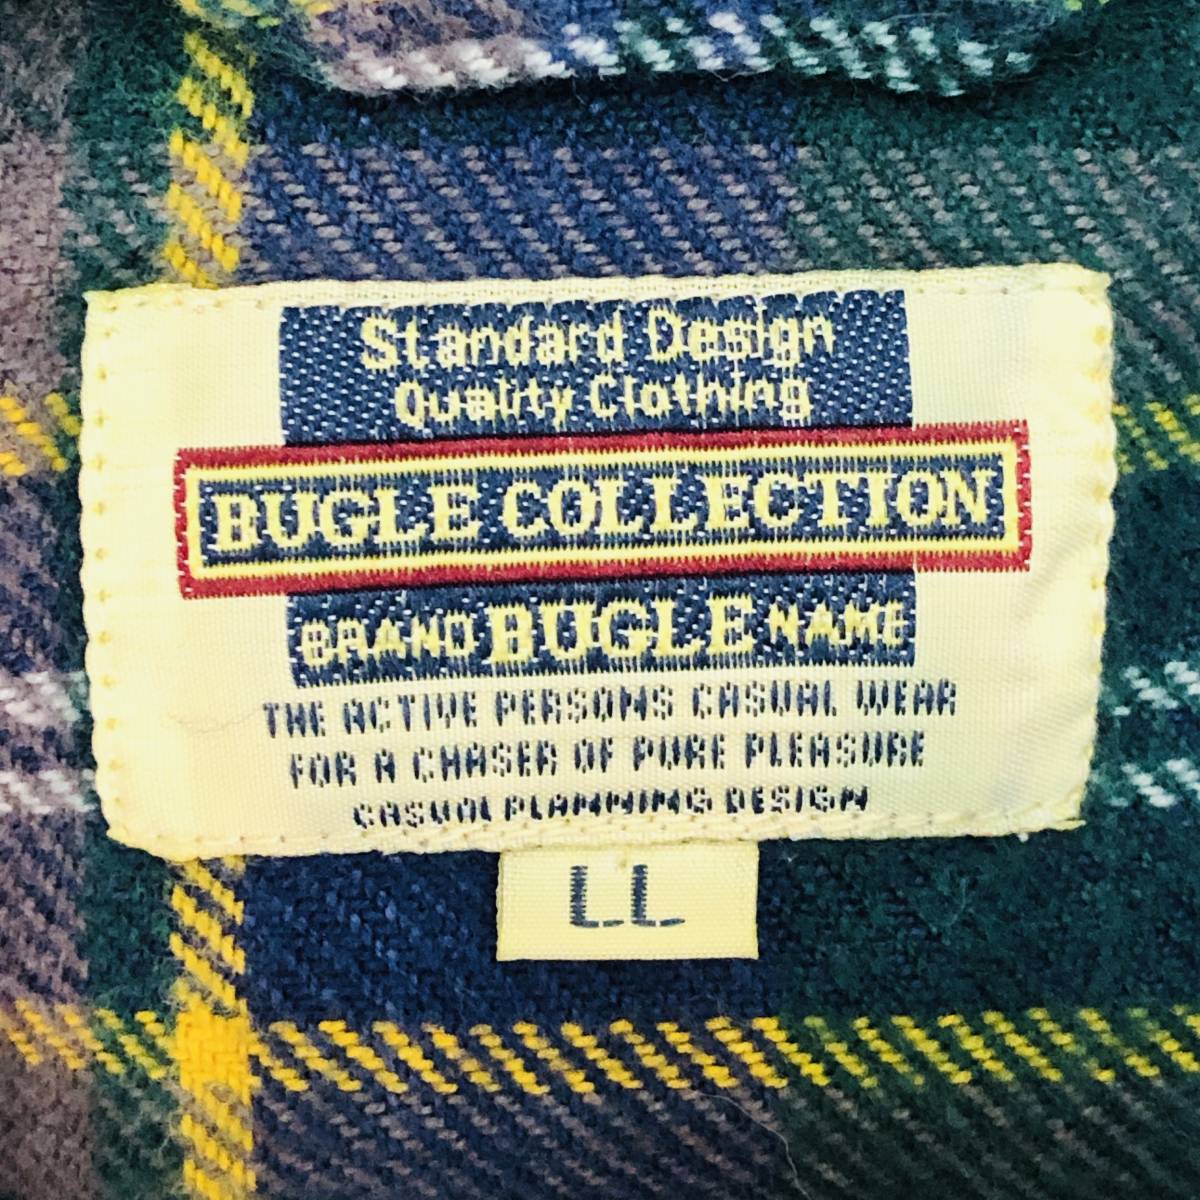 Standard Design
Quality Clothing
BUGLE COLLECTION
BRAND BUGLE NAME
THE ACTIVE PERSONS CASUAL WEAR
FOR A CHASER OF PURE PLEASURE
CASUAL PLANNING DESIGN
LL